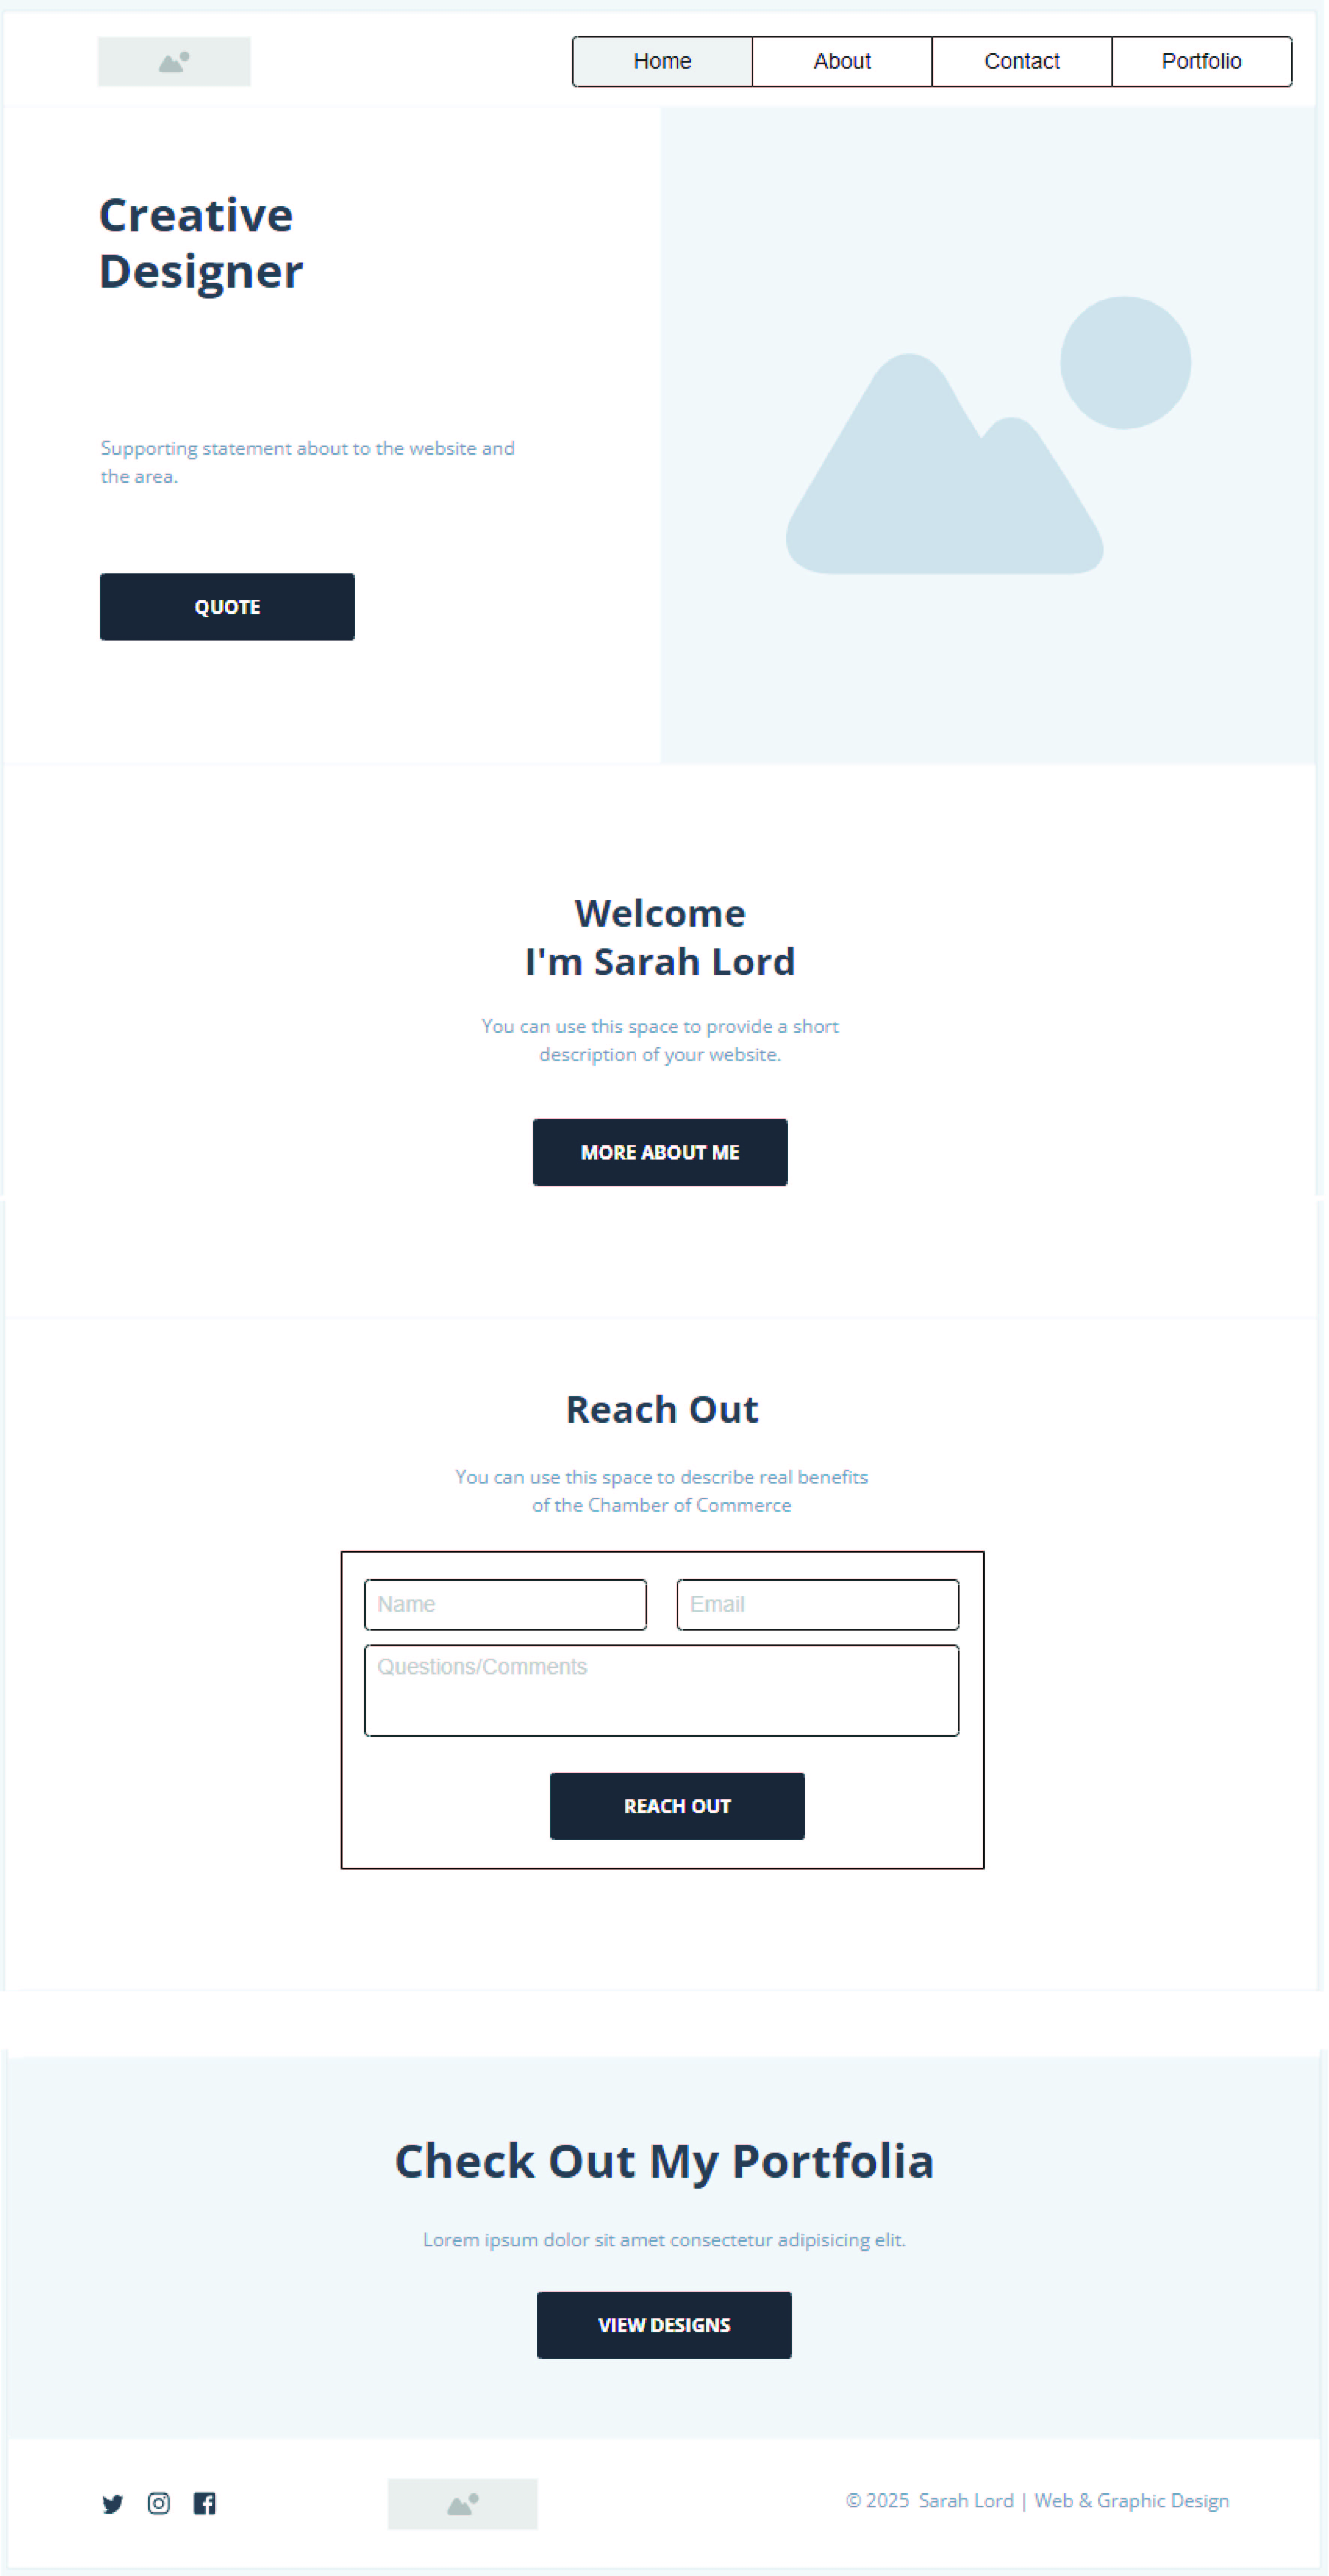 Home
About
Contact
Portfolio
Creative
Designer
Supporting statement about to the website and
the area.
QUOTE
Welcome
I'm Sarah Lord
You can use this space to provide a short
description of your website.
MORE ABOUT ME
Reach Out
You can use this space to describe real benefits
of the Chamber of Commerce
Name
Email
Questions/Comments
REACH OUT
Check Out My Portfolia
Lorem ipsum dolor sit amet consectetur adipisicing elit.
VIEW DESIGNS
© 2025 Sarah Lord | Web & Graphic Design